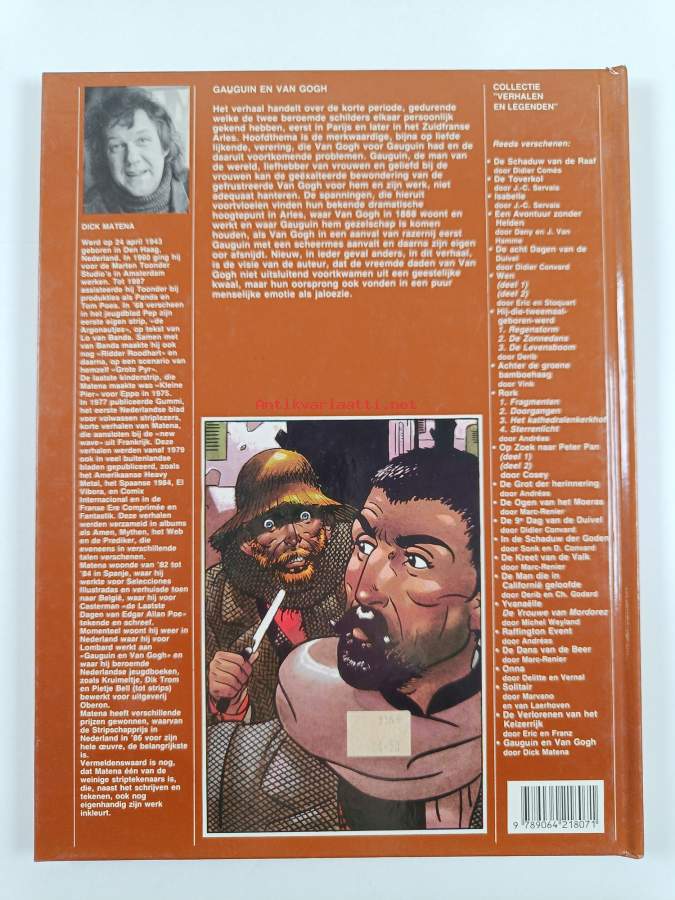 DICK MATENA
Werd op 24 april 1943
geboren in Den Haag,
Nederland. In 1960 ging hij
voor de Marten Toonder
Studio's in Amsterdam
werken. Tot 1967
assisteerde hij Toonder bij
produkties als Panda en
Tom Poes. In '68 verscheen
in het jeugdblad Pep zijn
eerste eigen strip, «de
Argonautjes», op tekst van
Lo van Banda. Samen met
van Banda maakte hij ook
nog «Ridder Roodhart» en
daarna, op een scenario van
hemzelf «Grote Pyr».
De laatste kinderstrip, die
Matena maakte was «Kleine
Pier» voor Eppo in 1975.
In 1977 publiceerde Gummi,
het eerste Nederlandse blad
voor volwassen striplezers,
korte verhalen van Matena,
die aansloten bij de «new
wave» uit Frankrijk. Deze
verhalen werden vanaf 1979
ook in veel buitenlandse
bladen gepubliceerd, zoals
het Amerikaanse Heavy
Metal, het Spaanse 1984, El
Vibora, en Comix
Internacional en in de
Franse Ere Comprimée en
Fantastik. Deze verhalen
werden verzameld in albums
als Amen, Mythen, het Web
en de Prediker, die
eveneens in verschillende
talen verschenen.
Matena woonde van '82 tot
'84 in Spanje, waar hij
werkte voor Selecciones
Illustradas en verhuisde toen
naar België, waar hij voor
Casterman «de Laatste
Dagen van Edgar Allan Poe»
tekende en schreef.
Momenteel woont hij weer in
Nederland waar hij voor
Lombard werkt aan
«Gauguin en Van Gogh» en
waar hij beroemde
Nederlandse jeugdboeken,
zoals Kruimeltje, Dik Trom
en Pietje Bell (tot strips)
bewerkt voor uitgeverij
Oberon.
Matena heeft verschillende
prijzen gewonnen, waarvan
de Stripschapprijs in
Nederland in '86 voor zijn
hele œuvre, de belangrijkste
is.
Vermeldenswaard is nog,
dat Matena één van de
weinige striptekenaars is,
die, naast het schrijven en
tekenen, ook nog
eigenhandig zijn werk
inkleurt.
GAUGUIN EN VAN GOGH
Het verhaal handelt over de korte periode, gedurende
welke de twee beroemde schilders elkaar persoonlijk
gekend hebben, eerst in Parijs en later in het Zuidfranse
Arles. Hoofdthema is de merkwaardige, bijna op liefde
lijkende, verering, die Van Gogh voor Gauguin had en de
daaruit voortkomende problemen. Gauguin, de man van
de wereld, liefhebber van vrouwen en geliefd bij de
vrouwen kan de geëxalteerde bewondering van de
gefrustreerde Van Gogh voor hem en zijn werk, niet
adequaat hanteren. De spanningen, die hieruit
voortvloeien vinden hun bekende dramatische
hoogtepunt in Arles, waar Van Gogh in 1888 woont en
werkt en waar Gauguin hem gezelschap is komen
houden, als Van Gogh in een aanval van razernij eerst
Gauguin met een scheermes aanvalt en daarna zijn eigen
oor afsnijdt. Nieuw, in ieder geval anders, in dit verhaal,
is de visie van de auteur, dat de vreemde daden van Van
Gogh niet uitsluitend voortkwamen uit een geestelijke
kwaal, maar hun oorsprong ook vonden in een puur
menselijke emotie als jaloezie.
Antikvariaatti.net
COLLECTIE
"VERHALEN
EN LEGENDEN"
Reeds verschenen:
• De Schaduw van de Raaf
door Didier Comès
• De Toverkol
door J.-C. Servais
• Isabelle
door J.-C. Servais
• Een Avontuur zonder
Helden
door Dany en J. Van
Hamme
• De acht Dagen van de
Duivel
door Didier Convard
• Wen
(deel 1)
(deel 2)
door Eric en Stoquart
• Hij-die-tweemaal-
geboren-werd
1. Regenstorm
2. De Zonnedans
3. De Levensboom
door Derib
• Achter de groene
bamboehaag
door Vink
• Rork
1. Fragmenten
2. Doorgangen
3. Het kathedralenkerkhof
4. Sterrenlicht
door Andréas
• Op Zoek naar Peter Pan
(deel 1)
(deel 2)
door Cosey
• De Grot der herinnering
door Andréas
• De Ogen van het Moeras
door Marc-Renier
• De 9e Dag van de Duivel
door Didier Convard
• In de Schaduw der Goden
door Sonk en D. Convard
• De Kreet van de Valk
door Marc-Renier
• De Man die in
Californië geloofde
door Derib en Ch. Godard
• Yvanaëlle
De Vrouwe van Mordorez
door Michel Weyland
• Raffington Event
door Andréas
• De Dans van de Beer
door Marc-Renier
• Onna
door Delitte en Vernal
• Solitair
door Marvano
en van Laerhoven
• De Verlorenen van het
Keizerrijk
door Eric en Franz
• Gauguin en Van Gogh
door Dick Matena
9 789064 218071